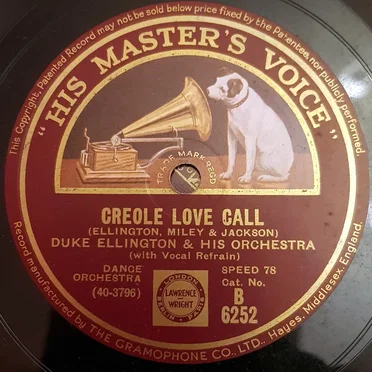 This Copyright, Patented Record may not be sold below price fixed by the Patentee, nor publicly performed.
"HIS MASTER'S VOICE"
TRADE MARK REGD
CREOLE LOVE CALL
(ELLINGTON, MILEY & JACKSON)
DUKE ELLINGTON & HIS ORCHESTRA
(with Vocal Refrain)
DANCE
ORCHESTRA
(40-3796)
LONDON
LAWRENCE
WRIGHT
BERLIN - PARIS
SPEED 78
Cat. No.
B
6252
Record manufactured by THE GRAMOPHONE CO., LTD., Hayes, Middlesex, England.